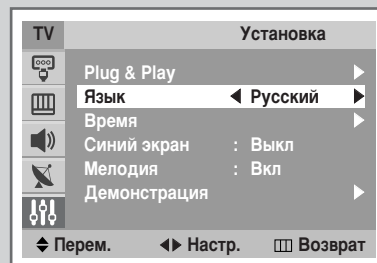 TV Установка
Plug & Play
Язык Русский
Время
Синий экран : Выкл
Мелодия : Вкл
Демонстрация
Перем. Настр. Возврат